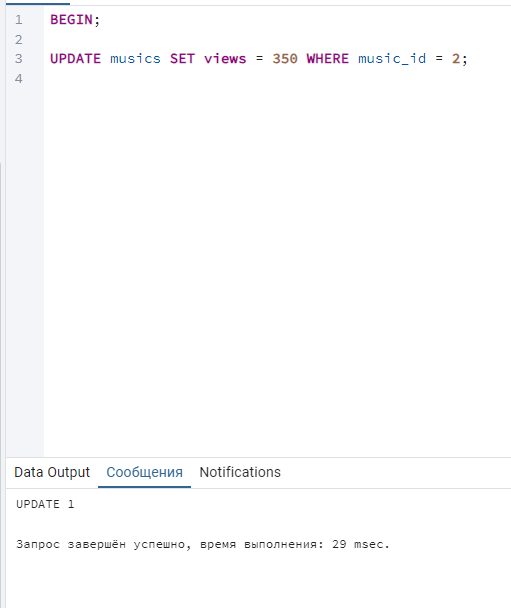 1 BEGIN;
2
3 UPDATE musics SET views = 350 WHERE music_id = 2;
4
Data Output Сообщения Notifications
UPDATE 1
Запрос завершён успешно, время выполнения: 29 msec.